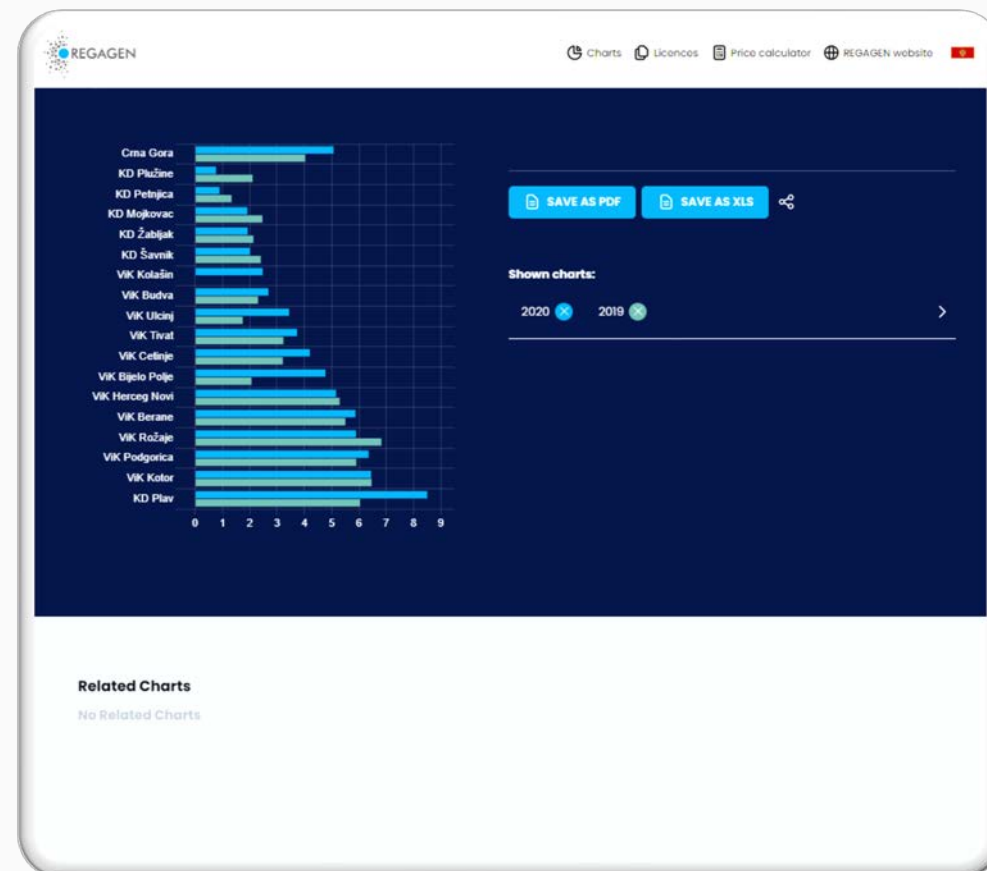 REGAGEN
Charts Licences Price calculator REGAGEN website
Crna Gora
KD Plužine
KD Petnjica
KD Mojkovac
KD Žabljak
KD Šavnik
ViK Kolašin
ViK Budva
ViK Ulcinj
ViK Tivat
ViK Cetinje
ViK Bijelo Polje
ViK Herceg Novi
ViK Berane
ViK Rožaje
ViK Podgorica
ViK Kotor
KD Plav
0 1 2 3 4 5 6 7 8 9
SAVE AS PDF SAVE AS XLS
Shown charts:
2020 2019
Related Charts
No Related Charts